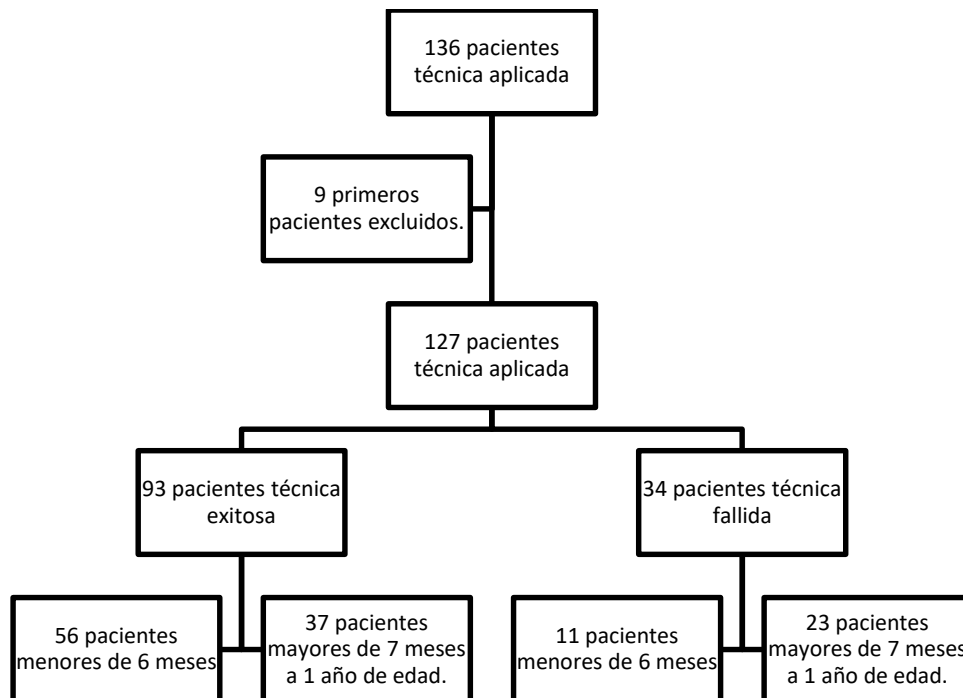 136 pacientes
técnica aplicada
9 primeros
pacientes excluidos.
127 pacientes
técnica aplicada
93 pacientes técnica
exitosa
34 pacientes técnica
fallida
56 pacientes
menores de 6 meses
37 pacientes
mayores de 7 meses
a 1 año de edad.
11 pacientes
menores de 6 meses
23 pacientes
mayores de 7 meses
a 1 año de edad.